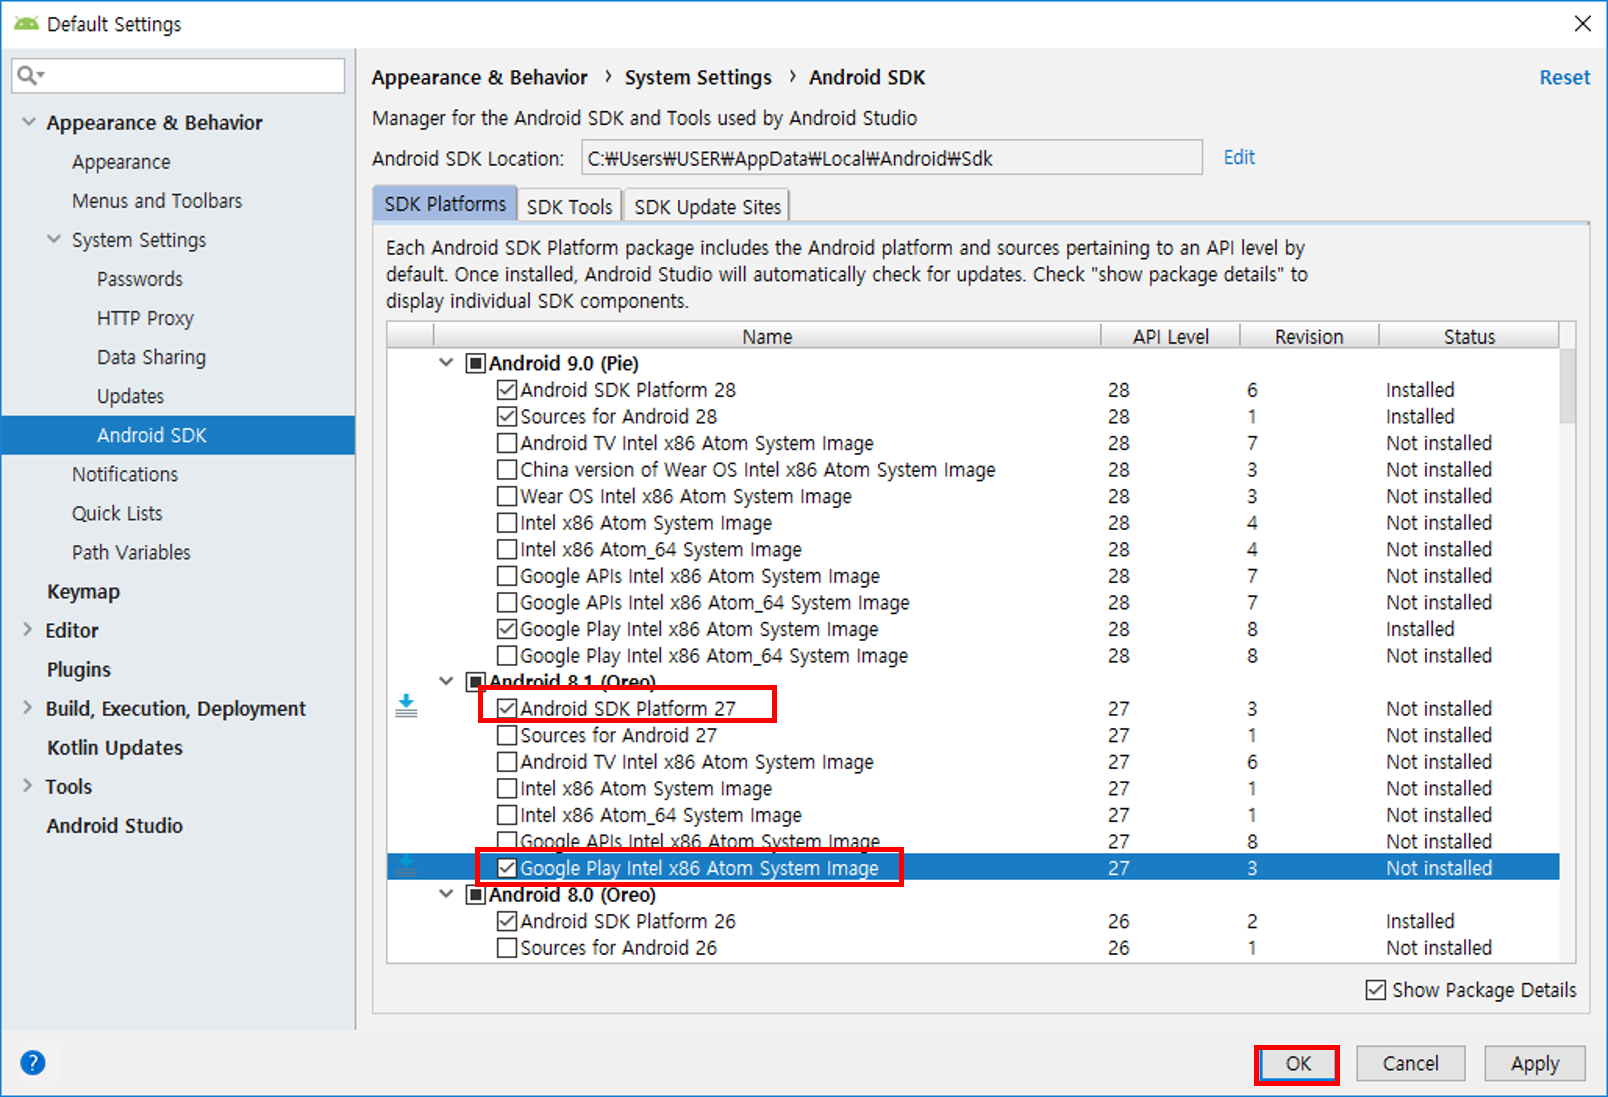 Default Settings
Appearance & Behavior
Appearance
Menus and Toolbars
System Settings
Passwords
HTTP Proxy
Data Sharing
Updates
Android SDK
Notifications
Quick Lists
Path Variables
Keymap
Editor
Plugins
Build, Execution, Deployment
Kotlin Updates
Tools
Android Studio
Appearance & Behavior › System Settings › Android SDK Reset
Manager for the Android SDK and Tools used by Android Studio
Android SDK Location: C:₩Users₩USER₩AppData₩Local₩Android₩Sdk Edit
SDK Platforms SDK Tools SDK Update Sites
Each Android SDK Platform package includes the Android platform and sources pertaining to an API level by
default. Once installed, Android Studio will automatically check for updates. Check "show package details" to
display individual SDK components.
Name API Level Revision Status
Android 9.0 (Pie)
Android SDK Platform 28 28 6 Installed
Sources for Android 28 28 1 Installed
Android TV Intel x86 Atom System Image 28 7 Not installed
China version of Wear OS Intel x86 Atom System Image 28 3 Not installed
Wear OS Intel x86 Atom System Image 28 3 Not installed
Intel x86 Atom System Image 28 4 Not installed
Intel x86 Atom_64 System Image 28 4 Not installed
Google APIs Intel x86 Atom System Image 28 7 Not installed
Google APIs Intel x86 Atom_64 System Image 28 7 Not installed
Google Play Intel x86 Atom System Image 28 8 Installed
Google Play Intel x86 Atom_64 System Image 28 8 Not installed
Android 8.1 (Oreo)
Android SDK Platform 27 27 3 Not installed
Sources for Android 27 27 1 Not installed
Android TV Intel x86 Atom System Image 27 6 Not installed
Intel x86 Atom System Image 27 1 Not installed
Intel x86 Atom_64 System Image 27 1 Not installed
Google APIs Intel x86 Atom System Image 27 8 Not installed
Google Play Intel x86 Atom System Image 27 3 Not installed
Android 8.0 (Oreo)
Android SDK Platform 26 26 2 Installed
Sources for Android 26 26 1 Not installed
Show Package Details
? OK Cancel Apply